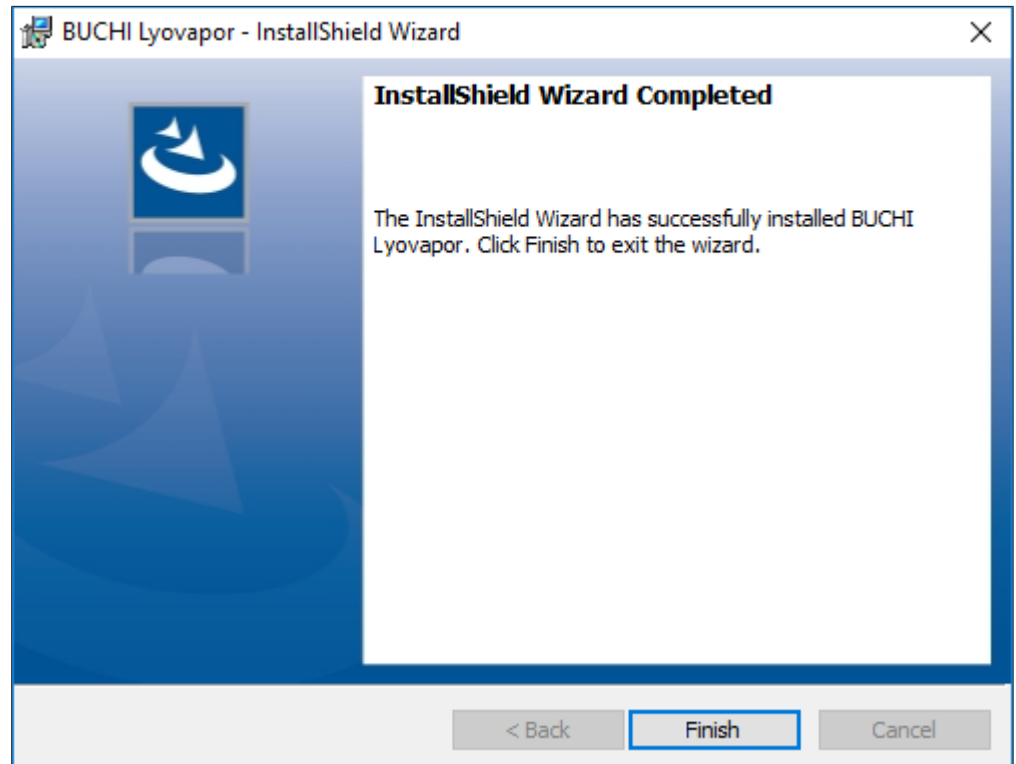 BUCHI Lyovapor - InstallShield Wizard
InstallShield Wizard Completed
The InstallShield Wizard has successfully installed BUCHI
Lyovapor. Click Finish to exit the wizard.
< Back
Finish
Cancel